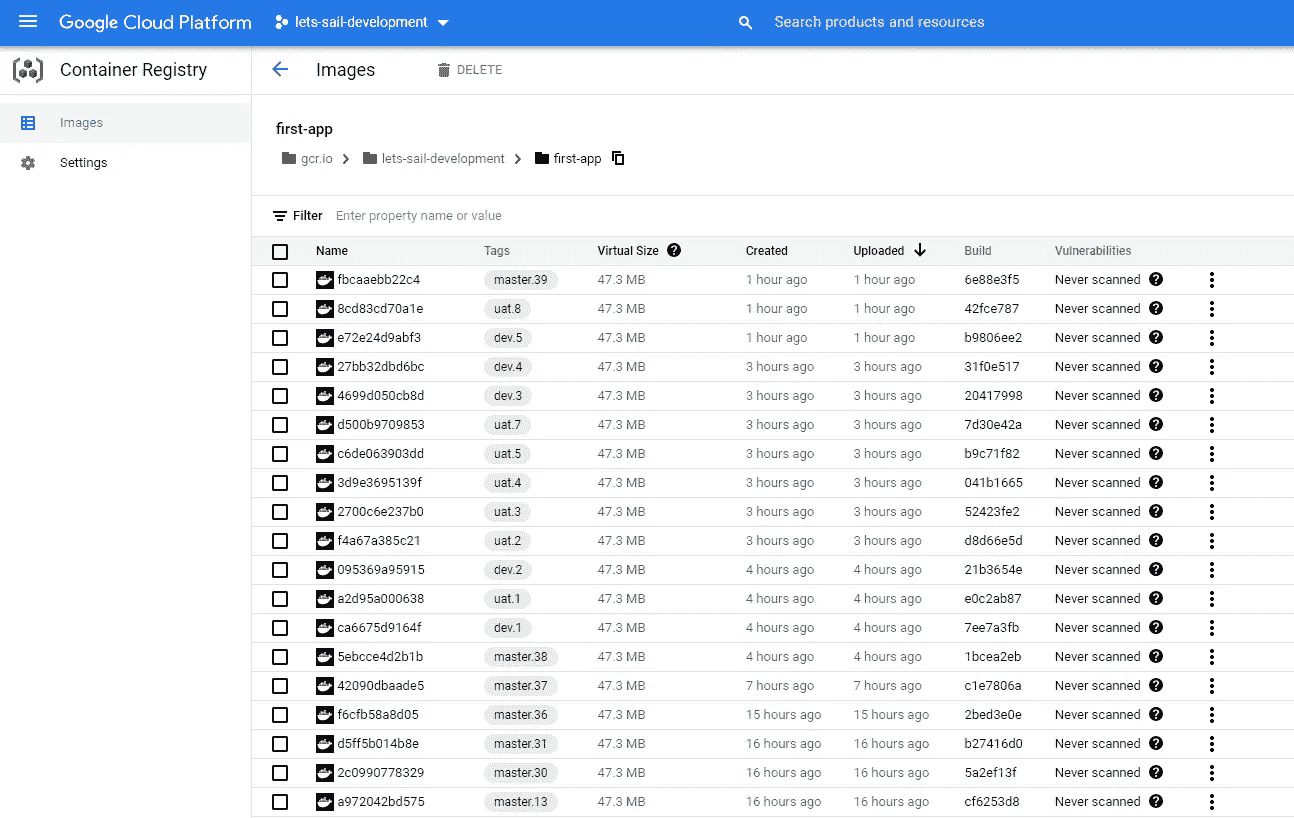 Google Cloud Platform lets-sail-development Search products and resources
Container Registry Images DELETE
Images
Settings
first-app
gcr.io lets-sail-development first-app
Filter Enter property name or value
Name Tags Virtual Size Created Uploaded Build Vulnerabilities
fbcaaebb22c4 master.39 47.3 MB 1 hour ago 1 hour ago 6e88e3f5 Never scanned
8cd83cd70a1e uat.8 47.3 MB 1 hour ago 1 hour ago 42fce787 Never scanned
e72e24d9abf3 dev.5 47.3 MB 1 hour ago 1 hour ago b9806ee2 Never scanned
27bb32dbd6bc dev.4 47.3 MB 3 hours ago 3 hours ago 31f0e517 Never scanned
4699d050cb8d dev.3 47.3 MB 3 hours ago 3 hours ago 20417998 Never scanned
d500b9709853 uat.7 47.3 MB 3 hours ago 3 hours ago 7d30e42a Never scanned
c6de063903dd uat.5 47.3 MB 3 hours ago 3 hours ago b9c71f82 Never scanned
3d9e3695139f uat.4 47.3 MB 3 hours ago 3 hours ago 041b1665 Never scanned
2700c6e237b0 uat.3 47.3 MB 3 hours ago 3 hours ago 52423fe2 Never scanned
f4a67a385c21 uat.2 47.3 MB 3 hours ago 3 hours ago d8d66e5d Never scanned
095369a95915 dev.2 47.3 MB 4 hours ago 4 hours ago 21b3654e Never scanned
a2d95a000638 uat.1 47.3 MB 4 hours ago 4 hours ago e0c2ab87 Never scanned
ca6675d9164f dev.1 47.3 MB 4 hours ago 4 hours ago 7ee7a3fb Never scanned
5ebcce4d2b1b master.38 47.3 MB 4 hours ago 4 hours ago 1bcea2eb Never scanned
42090dbaade5 master.37 47.3 MB 7 hours ago 7 hours ago c1e7806a Never scanned
f6cfb58a8d05 master.36 47.3 MB 15 hours ago 15 hours ago 2bed3e0e Never scanned
d5ff5b014b8e master.31 47.3 MB 16 hours ago 16 hours ago b27416d0 Never scanned
2c0990778329 master.30 47.3 MB 16 hours ago 16 hours ago 5a2ef13f Never scanned
a972042bd575 master.13 47.3 MB 16 hours ago 16 hours ago cf6253d8 Never scanned